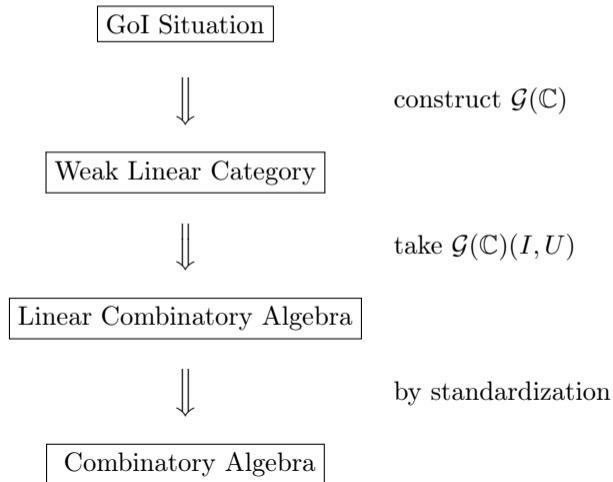 GoI Situation
⇓
construct 𝒢(ℂ)
Weak Linear Category
⇓
take 𝒢(ℂ)(I, U)
Linear Combinatory Algebra
⇓
by standardization
Combinatory Algebra